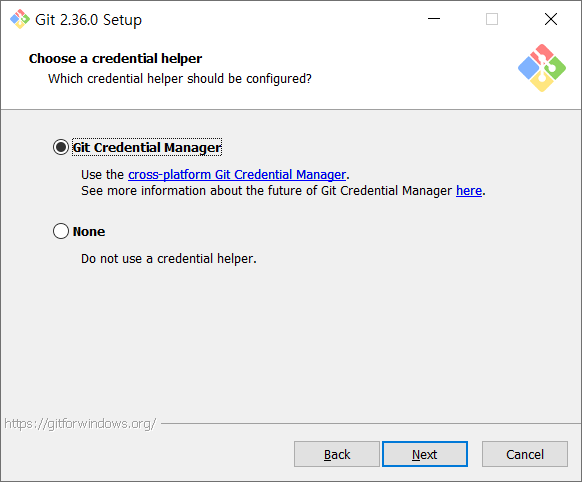 Git 2.36.0 Setup
Choose a credential helper
Which credential helper should be configured?
Git Credential Manager
Use the cross-platform Git Credential Manager.
See more information about the future of Git Credential Manager here.
None
Do not use a credential helper.
https://gitforwindows.org/
Back Next Cancel